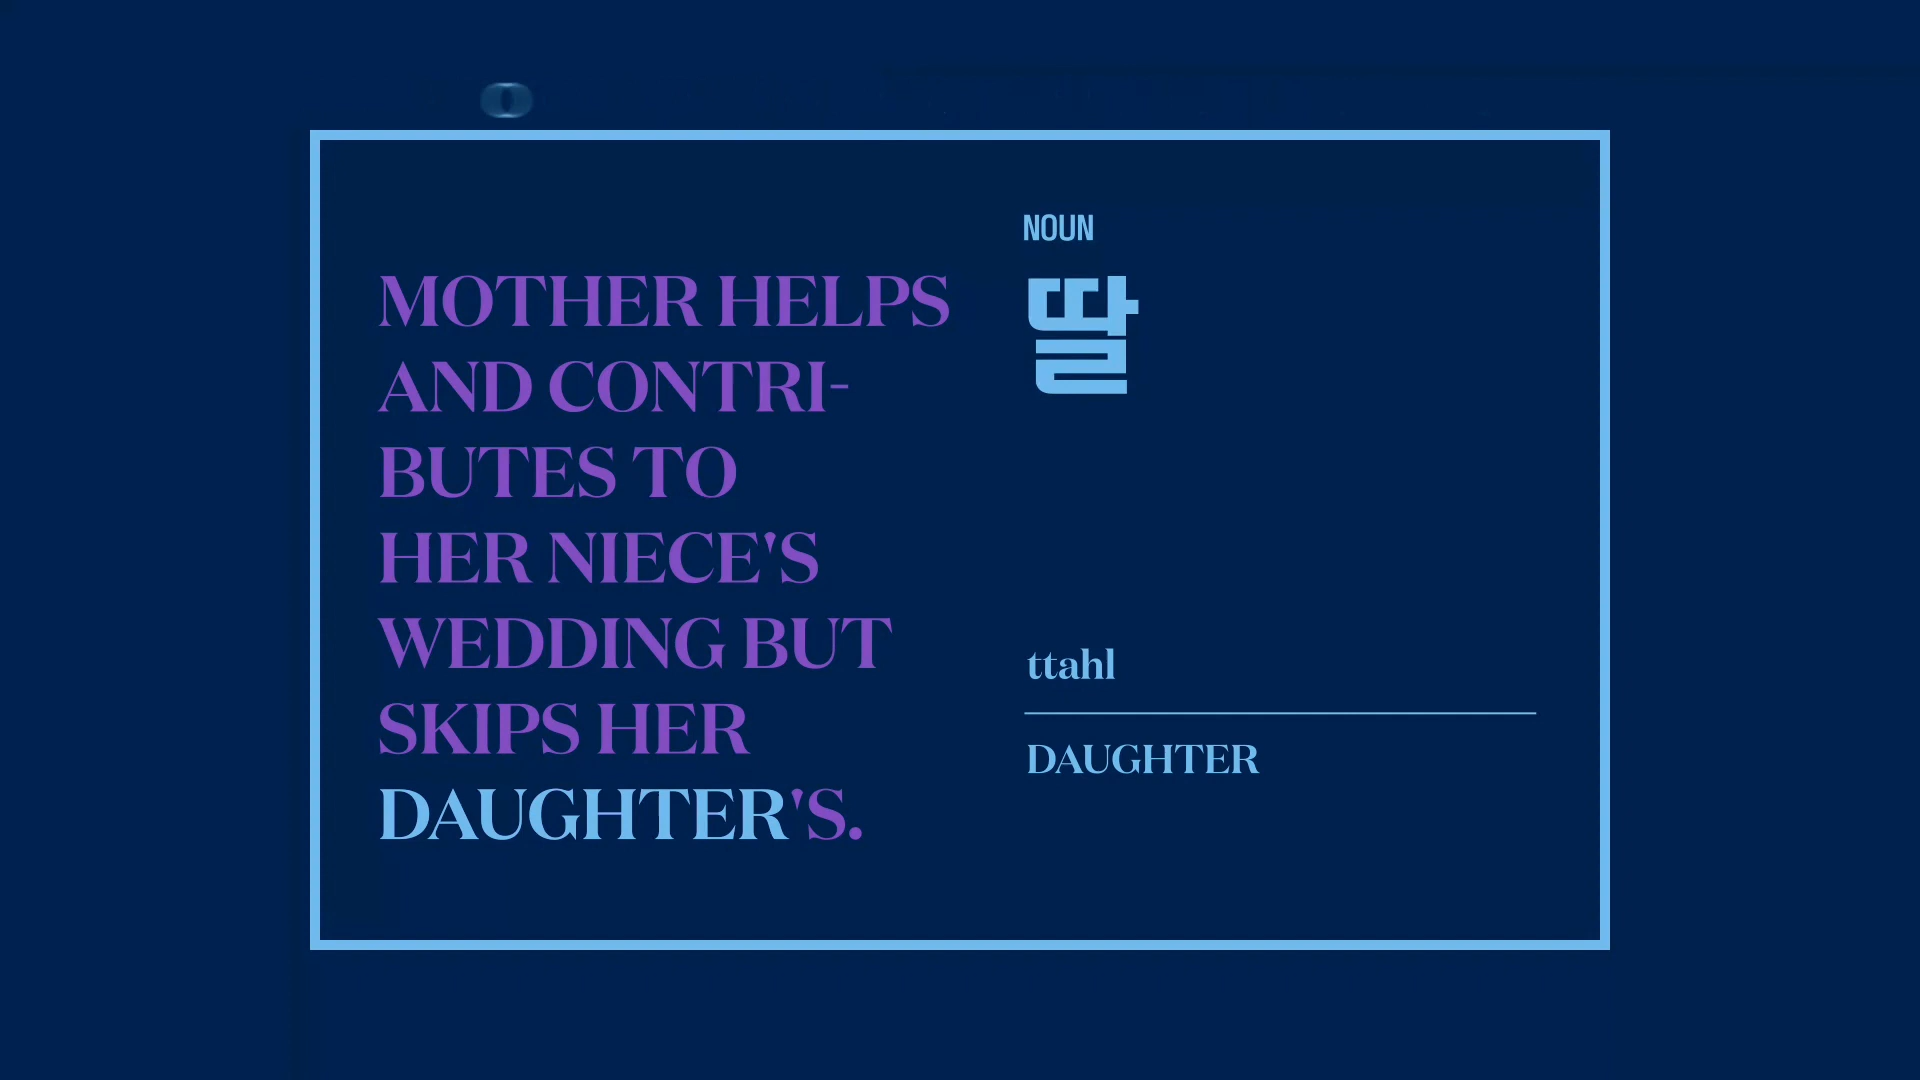 MOTHER HELPS
AND CONTRI-
BUTES TO
HER NIECE'S
WEDDING BUT
SKIPS HER
DAUGHTER'S.
NOUN
딸
ttahl
DAUGHTER